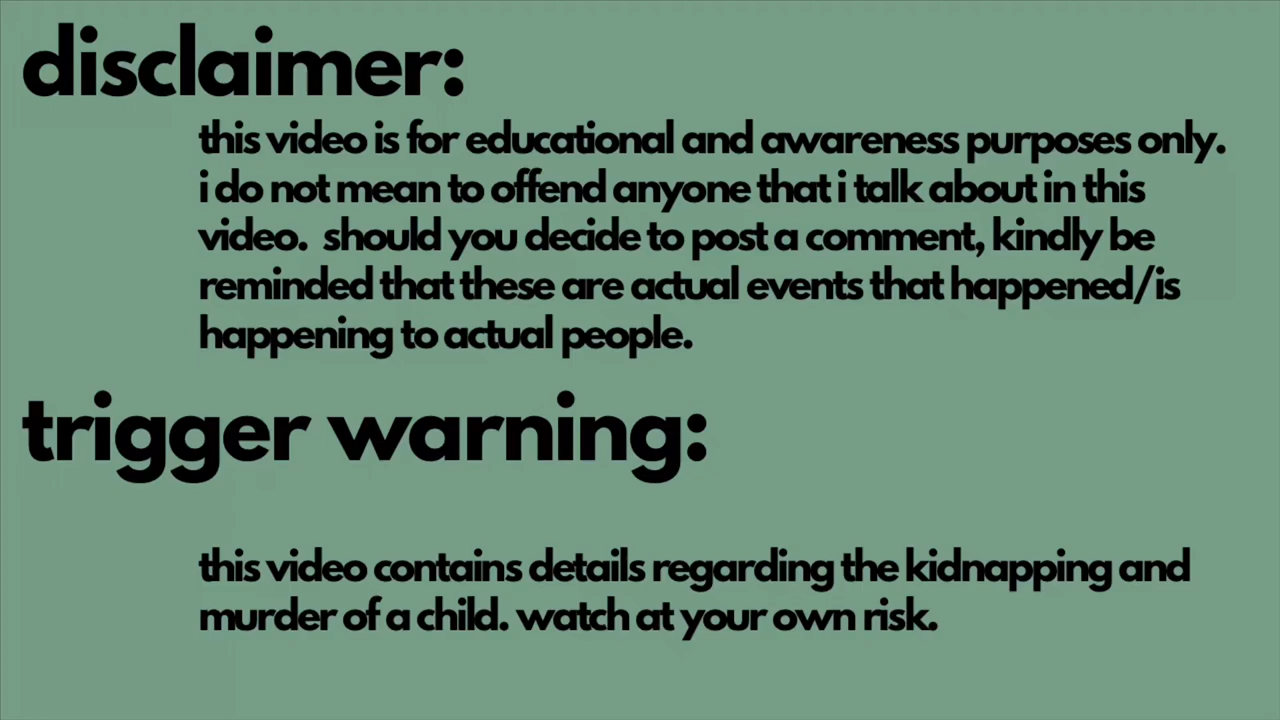 disclaimer:
this video is for educational and awareness purposes only.
i do not mean to offend anyone that i talk about in this
video. should you decide to post a comment, kindly be
reminded that these are actual events that happened/is
happening to actual people.
trigger warning:
this video contains details regarding the kidnapping and
murder of a child. watch at your own risk.